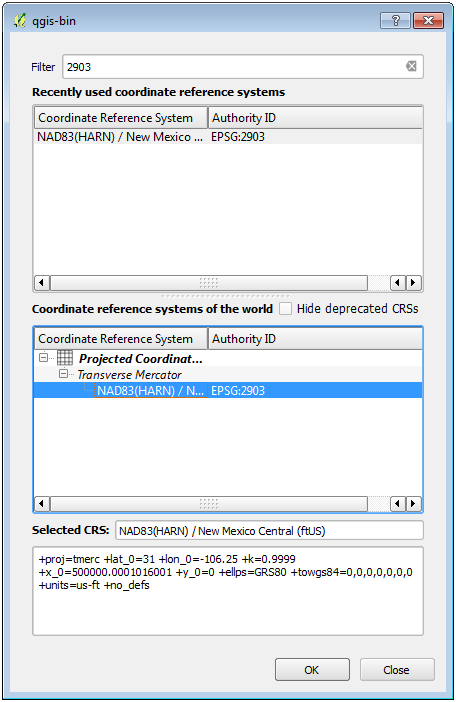 qgis-bin
Filter 2903
Recently used coordinate reference systems
Coordinate Reference System Authority ID
NAD83(HARN) / New Mexico ... EPSG:2903
Coordinate reference systems of the world Hide deprecated CRSs
Coordinate Reference System Authority ID
Projected Coordinat...
Transverse Mercator
NAD83(HARN) / N... EPSG:2903
Selected CRS: NAD83(HARN) / New Mexico Central (ftUS)
+proj=tmerc +lat_0=31 +lon_0=-106.25 +k=0.9999
+x_0=500000.0001016001 +y_0=0 +ellps=GRS80 +towgs84=0,0,0,0,0,0,0
+units=us-ft +no_defs
OK Close